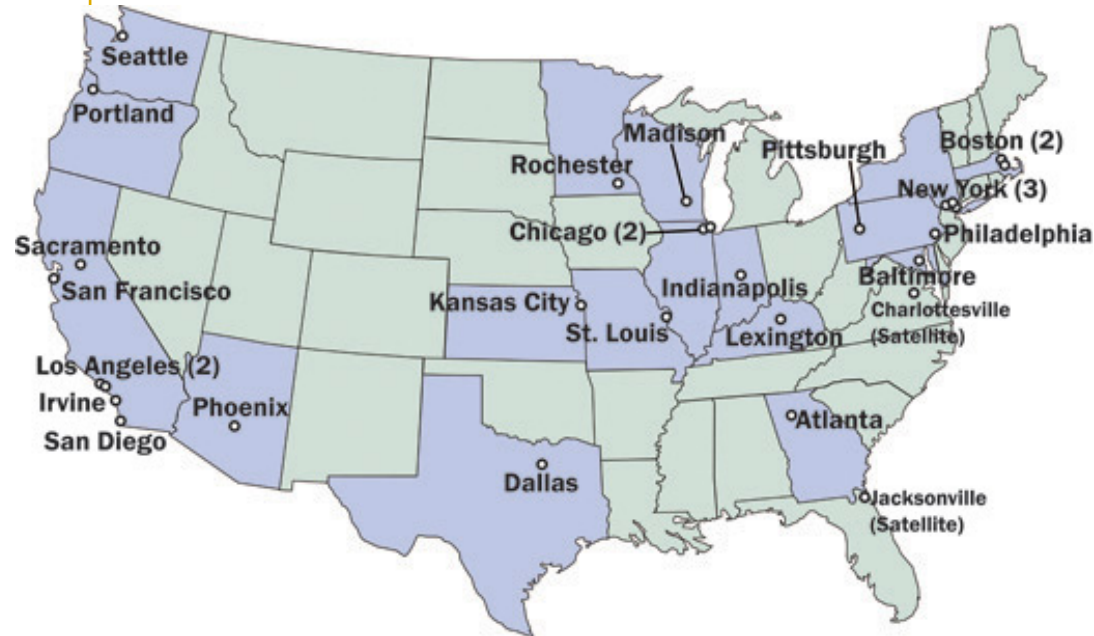 Seattle
Portland
Madison
Pittsburgh
Boston (2)
Rochester
New York (3)
Chicago (2)
Philadelphia
Sacramento
San Francisco
Baltimore
Indianapolis
Kansas City
Charlottesville
(Satellite)
St. Louis
Lexington
Los Angeles (2)
Irvine
Phoenix
San Diego
Atlanta
Dallas
Jacksonville
(Satellite)